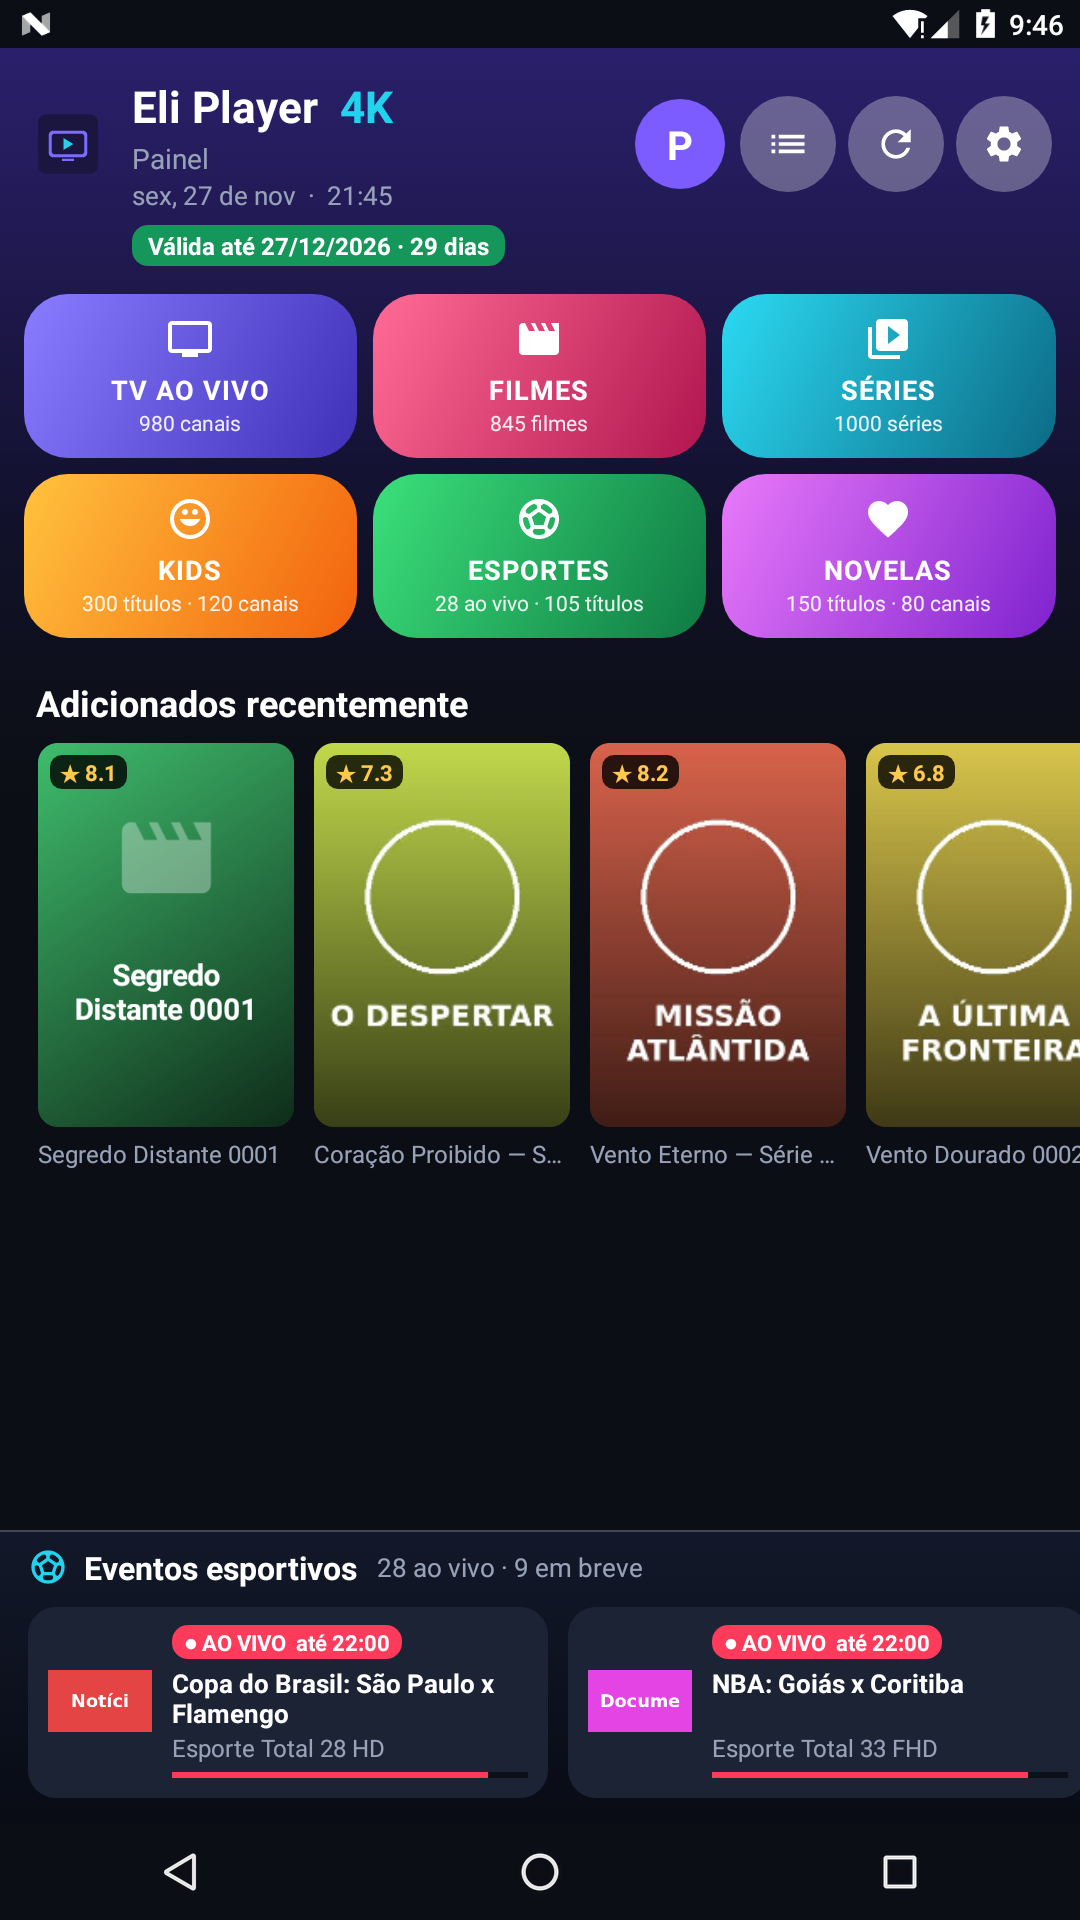 9:46
Eli Player 4K
Painel
sex, 27 de nov · 21:45
Válida até 27/12/2026 · 29 dias
P
TV AO VIVO
980 canais
FILMES
845 filmes
SÉRIES
1000 séries
KIDS
300 títulos · 120 canais
ESPORTES
28 ao vivo · 105 títulos
NOVELAS
150 títulos · 80 canais
Adicionados recentemente
★ 8.1
Segredo
Distante 0001
Segredo Distante 0001
★ 7.3
O DESPERTAR
Coração Proibido — S...
★ 8.2
MISSÃO
ATLÂNTIDA
Vento Eterno — Série ...
★ 6.8
A ÚLTIMA
FRONTEIRA
Vento Dourado 0002
Eventos esportivos 28 ao vivo · 9 em breve
Notíci
● AO VIVO até 22:00
Copa do Brasil: São Paulo x
Flamengo
Esporte Total 28 HD
Docume
● AO VIVO até 22:00
NBA: Goiás x Coritiba
Esporte Total 33 FHD